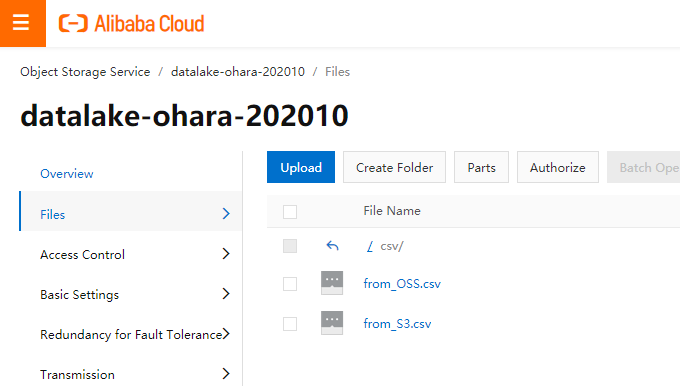 Alibaba Cloud
Object Storage Service / datalake-ohara-202010 / Files
datalake-ohara-202010
Overview
Files
Access Control
Basic Settings
Redundancy for Fault Tolerance
Transmission
Upload Create Folder Parts Authorize Batch Ope
File Name
/ csv/
from_OSS.csv
from_S3.csv